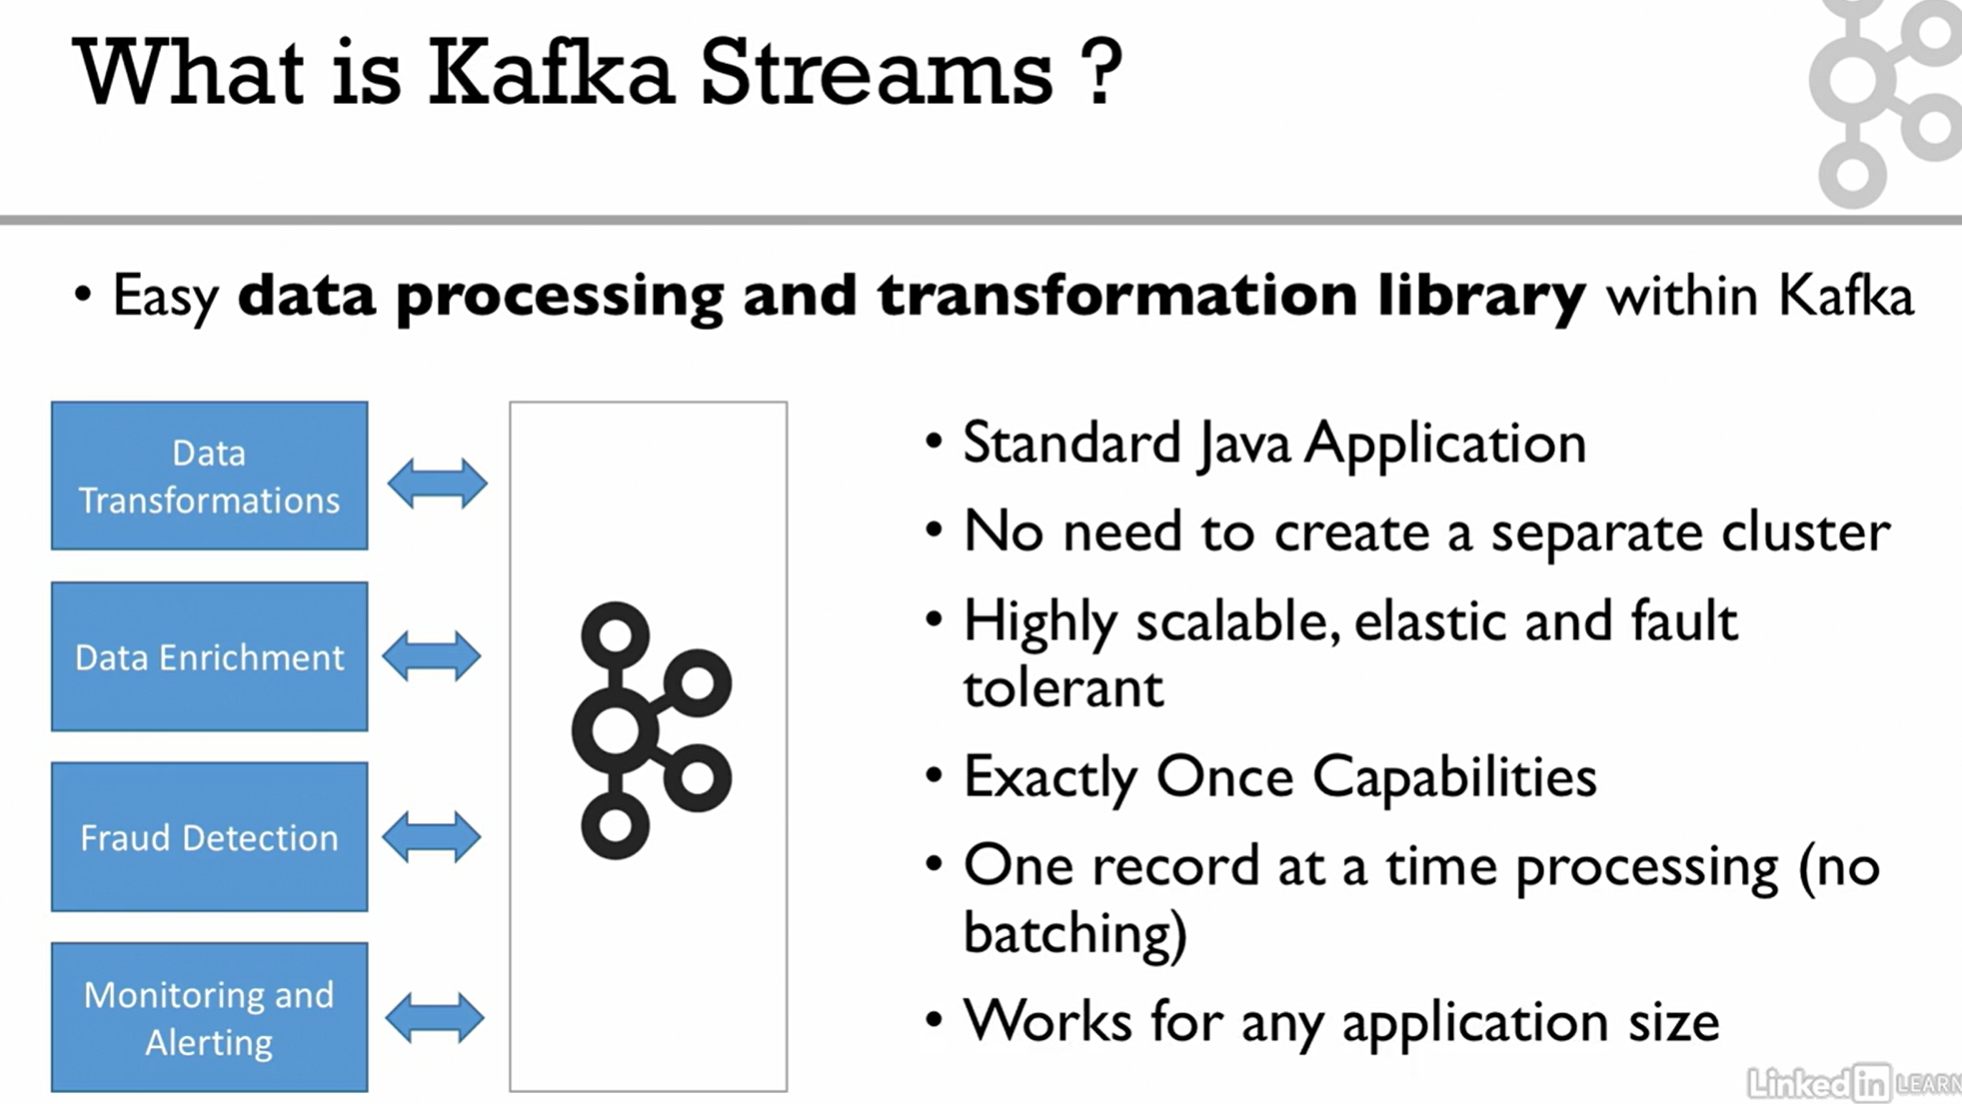 What is Kafka Streams ?
• Easy data processing and transformation library within Kafka
Data
Transformations
Data Enrichment
Fraud Detection
Monitoring and
Alerting
• Standard Java Application
• No need to create a separate cluster
• Highly scalable, elastic and fault
tolerant
• Exactly Once Capabilities
• One record at a time processing (no
batching)
• Works for any application size
Linked in LEARN